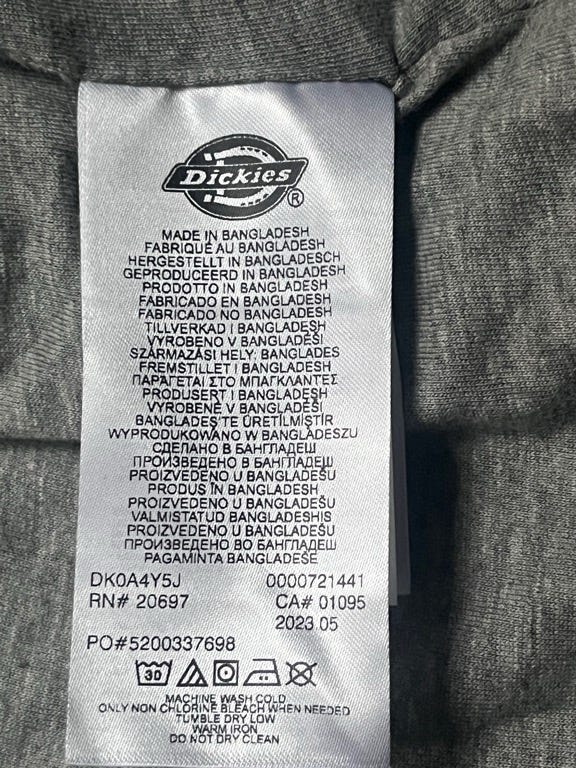 Dickies®
MADE IN BANGLADESH
FABRIQUÉ AU BANGLADESH
HERGESTELLT IN BANGLADESCH
GEPRODUCEERD IN BANGLADESH
PRODOTTO IN BANGLADESH
FABRICADO EN BANGLADESH
FABRICADO NO BANGLADESH
TILLVERKAD I BANGLADESH
VYROBENO V BANGLADÉŠI
SZÁRMAZÁSI HELY: BANGLADES
FREMSTILLET I BANGLADESH
ΠΑΡΑΓΕΤΑΙ ΣΤΟ ΜΠΑΓΚΛΑΝΤΕΣ
PRODUSERT I BANGLADESH
VYROBENÉ V BANGLADÉŠI
BANGLADEŞ'TE ÜRETİLMİŞTİR
WYPRODUKOWANO W BANGLADESZU
СДЕЛАНО В БАНГЛАДЕШ
ПРОИЗВЕДЕНО В БАНГЛАДЕШ
PROIZVEDENO U BANGLADEŠU
PRODUS ÎN BANGLADESH
PROIZVEDENO U BANGLADEŠU
VALMISTATUD BANGLADESHIS
PROIZVEDENO U BANGLADEŠU
ПРОИЗВЕДЕНО ВО БАНГЛАДЕШ
PAGAMINTA BANGLADEŠE
DK0A4Y5J 0000721441
RN# 20697 CA# 01095
2023.05
PO#5200337698
30
MACHINE WASH COLD
ONLY NON CHLORINE BLEACH WHEN NEEDED
TUMBLE DRY LOW
WARM IRON
DO NOT DRY CLEAN